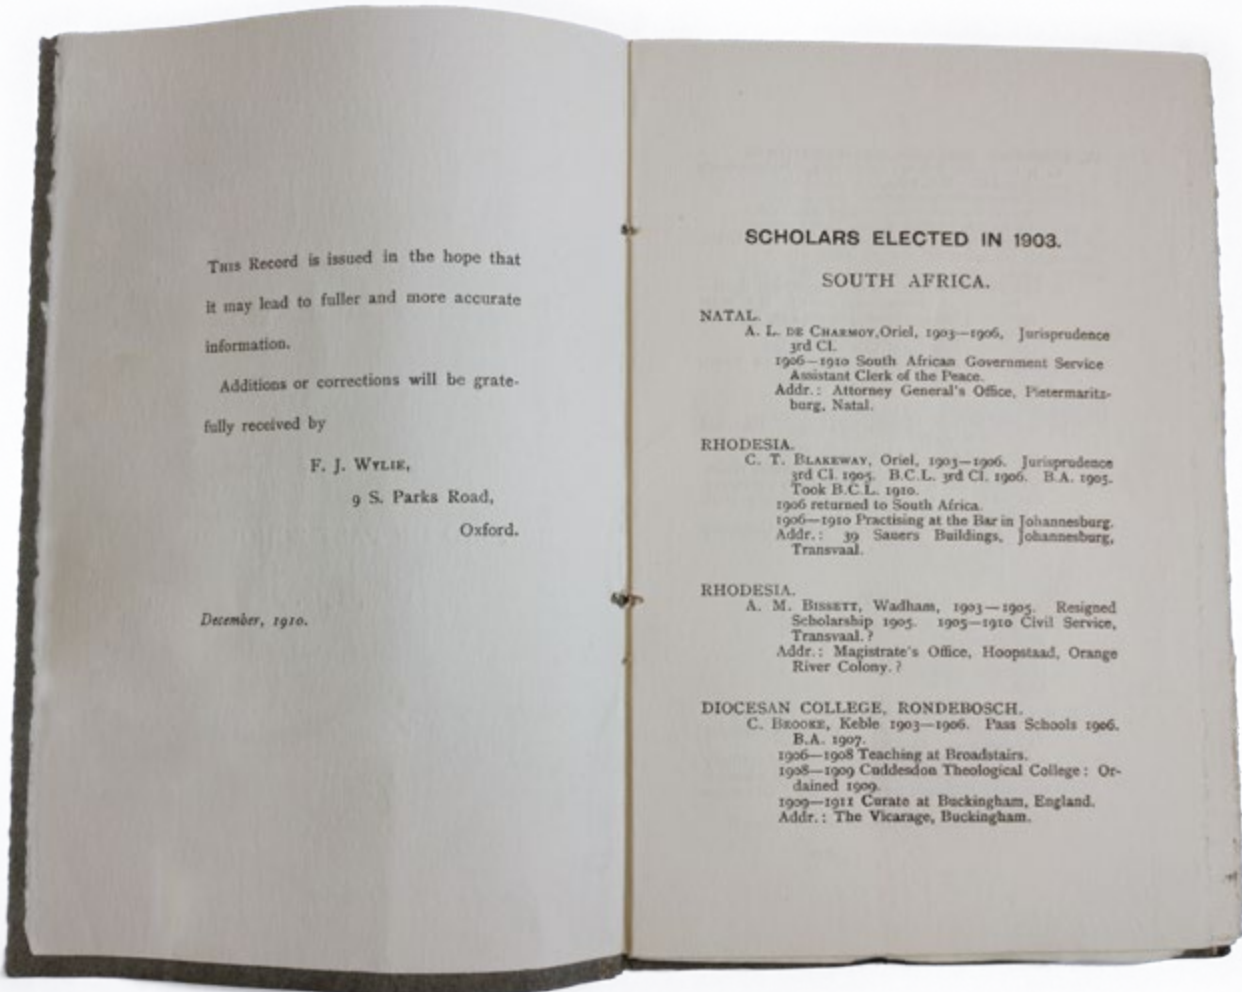 THIS Record is issued in the hope that
it may lead to fuller and more accurate
information.
Additions or corrections will be grate-
fully received by
F. J. WYLIE,
9 S. Parks Road,
Oxford.
December, 1910.
SCHOLARS ELECTED IN 1903.
SOUTH AFRICA.
NATAL.
A. L. DE CHARMOY, Oriel, 1903—1906, Jurisprudence
3rd Cl.
1906—1910 South African Government Service
Assistant Clerk of the Peace.
Addr.: Attorney General's Office, Pietermaritz-
burg, Natal.
RHODESIA.
C. T. BLAKEWAY, Oriel, 1903—1906. Jurisprudence
3rd Cl. 1905. B.C.L. 3rd Cl. 1906. B.A. 1905.
Took B.C.L. 1910.
1906 returned to South Africa.
1906—1910 Practising at the Bar in Johannesburg.
Addr.: 39 Sauers Buildings, Johannesburg,
Transvaal.
RHODESIA.
A. M. BISSETT, Wadham, 1903—1905. Resigned
Scholarship 1905. 1905—1910 Civil Service,
Transvaal.?
Addr.: Magistrate's Office, Hoopstaad, Orange
River Colony.?
DIOCESAN COLLEGE, RONDEBOSCH.
C. BROOKE, Keble 1903—1906. Pass Schools 1906.
B.A. 1907.
1906—1908 Teaching at Broadstairs.
1908—1909 Cuddesdon Theological College: Or-
dained 1909.
1909—1911 Curate at Buckingham, England.
Addr.: The Vicarage, Buckingham.